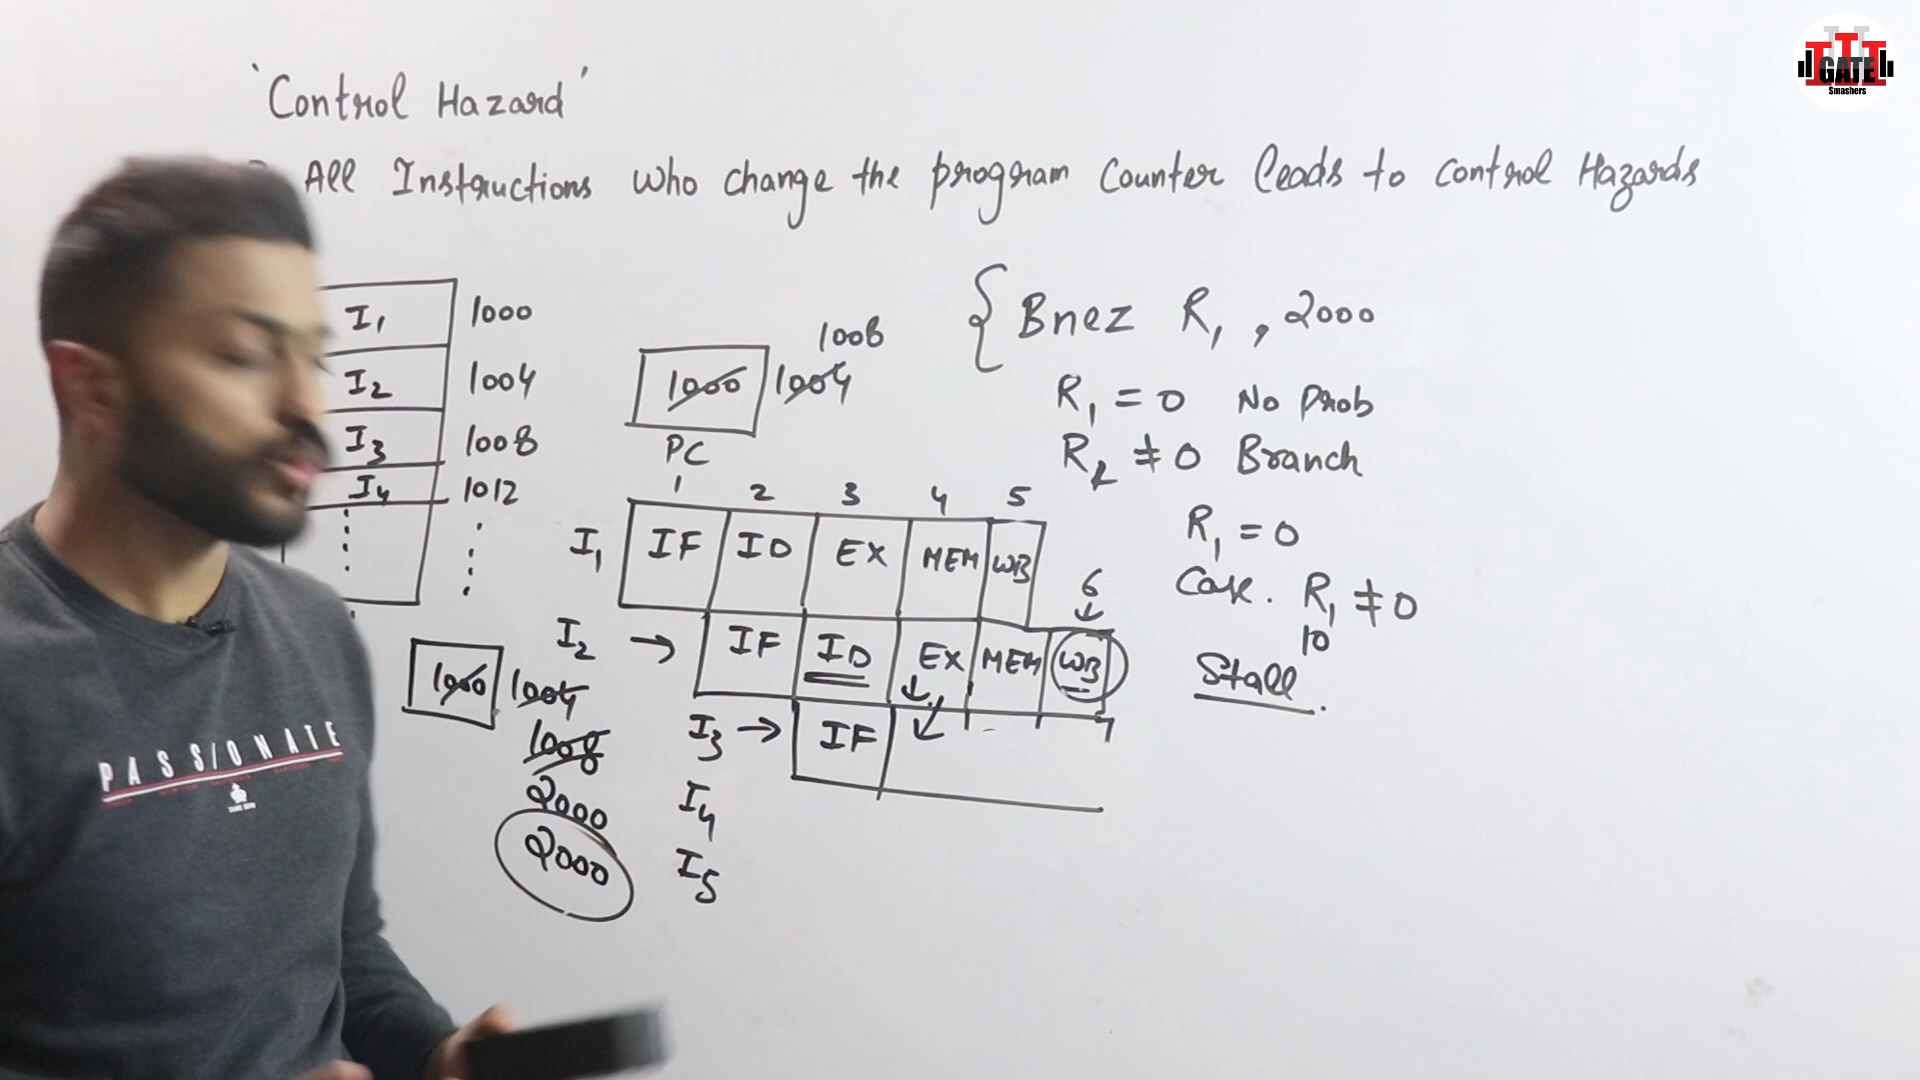 'Control Hazard'
All Instructions who change the program Counter leads to control Hazards
I1 1000
I2 1004
I3 1008
I4 1012
1000 1004 1008
PC
{ Bnez R1 , 2000
R1 = 0 No Prob
≠ 0 Branch
R1 = 0
Case. R1 ≠ 0
10
Stall.
1 2 3 4 5
I1 IF ID EX MEM WB
6
I2 → IF ID EX MEM WB
I3 → IF
I4
I5
1000 1004
1008
2000
2000
PASSIONATE
GATE
Smashers